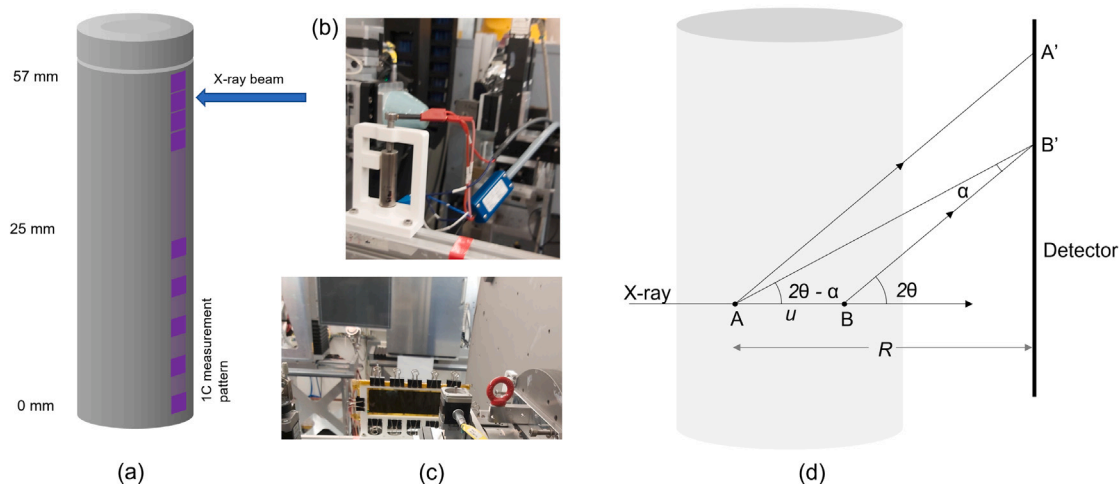 57 mm
25 mm
0 mm
X-ray beam
1C measurement
pattern
(a)
(b)
(c)
X-ray
A
u
B
2θ - α
2θ
α
A’
B’
Detector
R
(d)